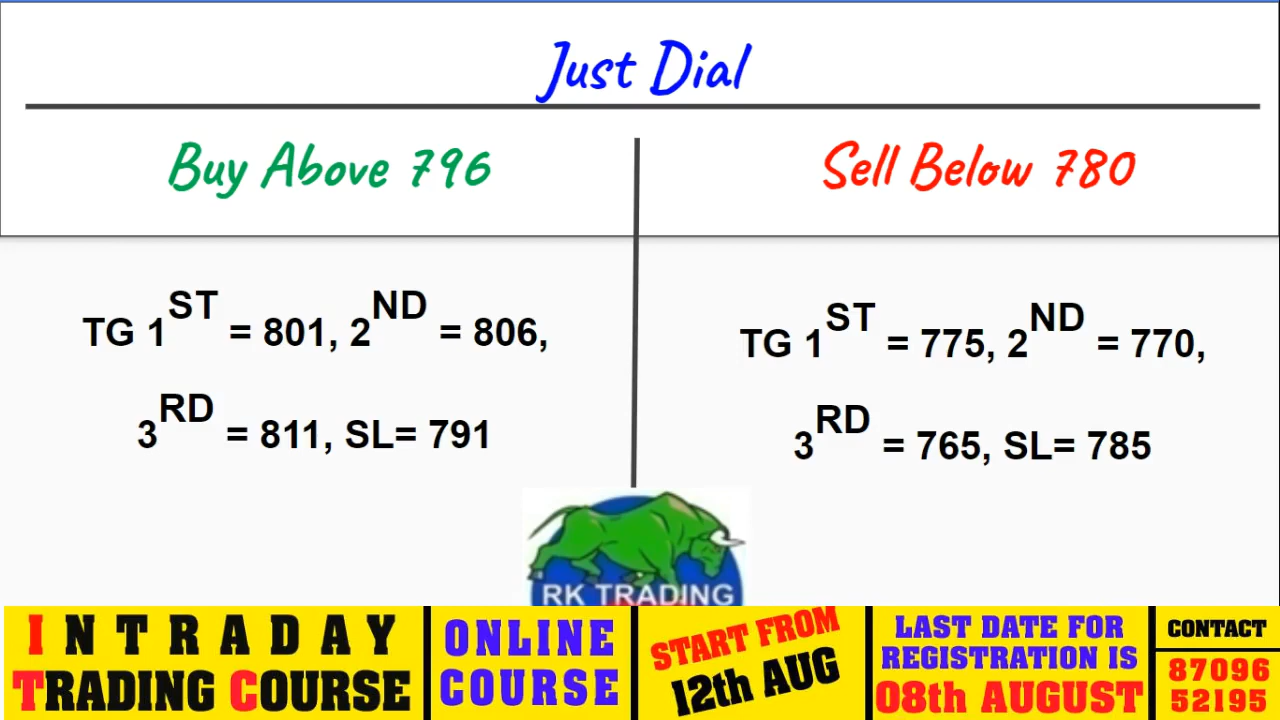 Just Dial
Buy Above 796
Sell Below 780
TG 1ST = 801, 2ND = 806,
3RD = 811, SL= 791
TG 1ST = 775, 2ND = 770,
3RD = 765, SL= 785
RK TRADING
INTRADAY
TRADING COURSE
ONLINE
COURSE
START FROM
12th AUG
LAST DATE FOR
REGISTRATION IS
08th AUGUST
CONTACT
87096
52195